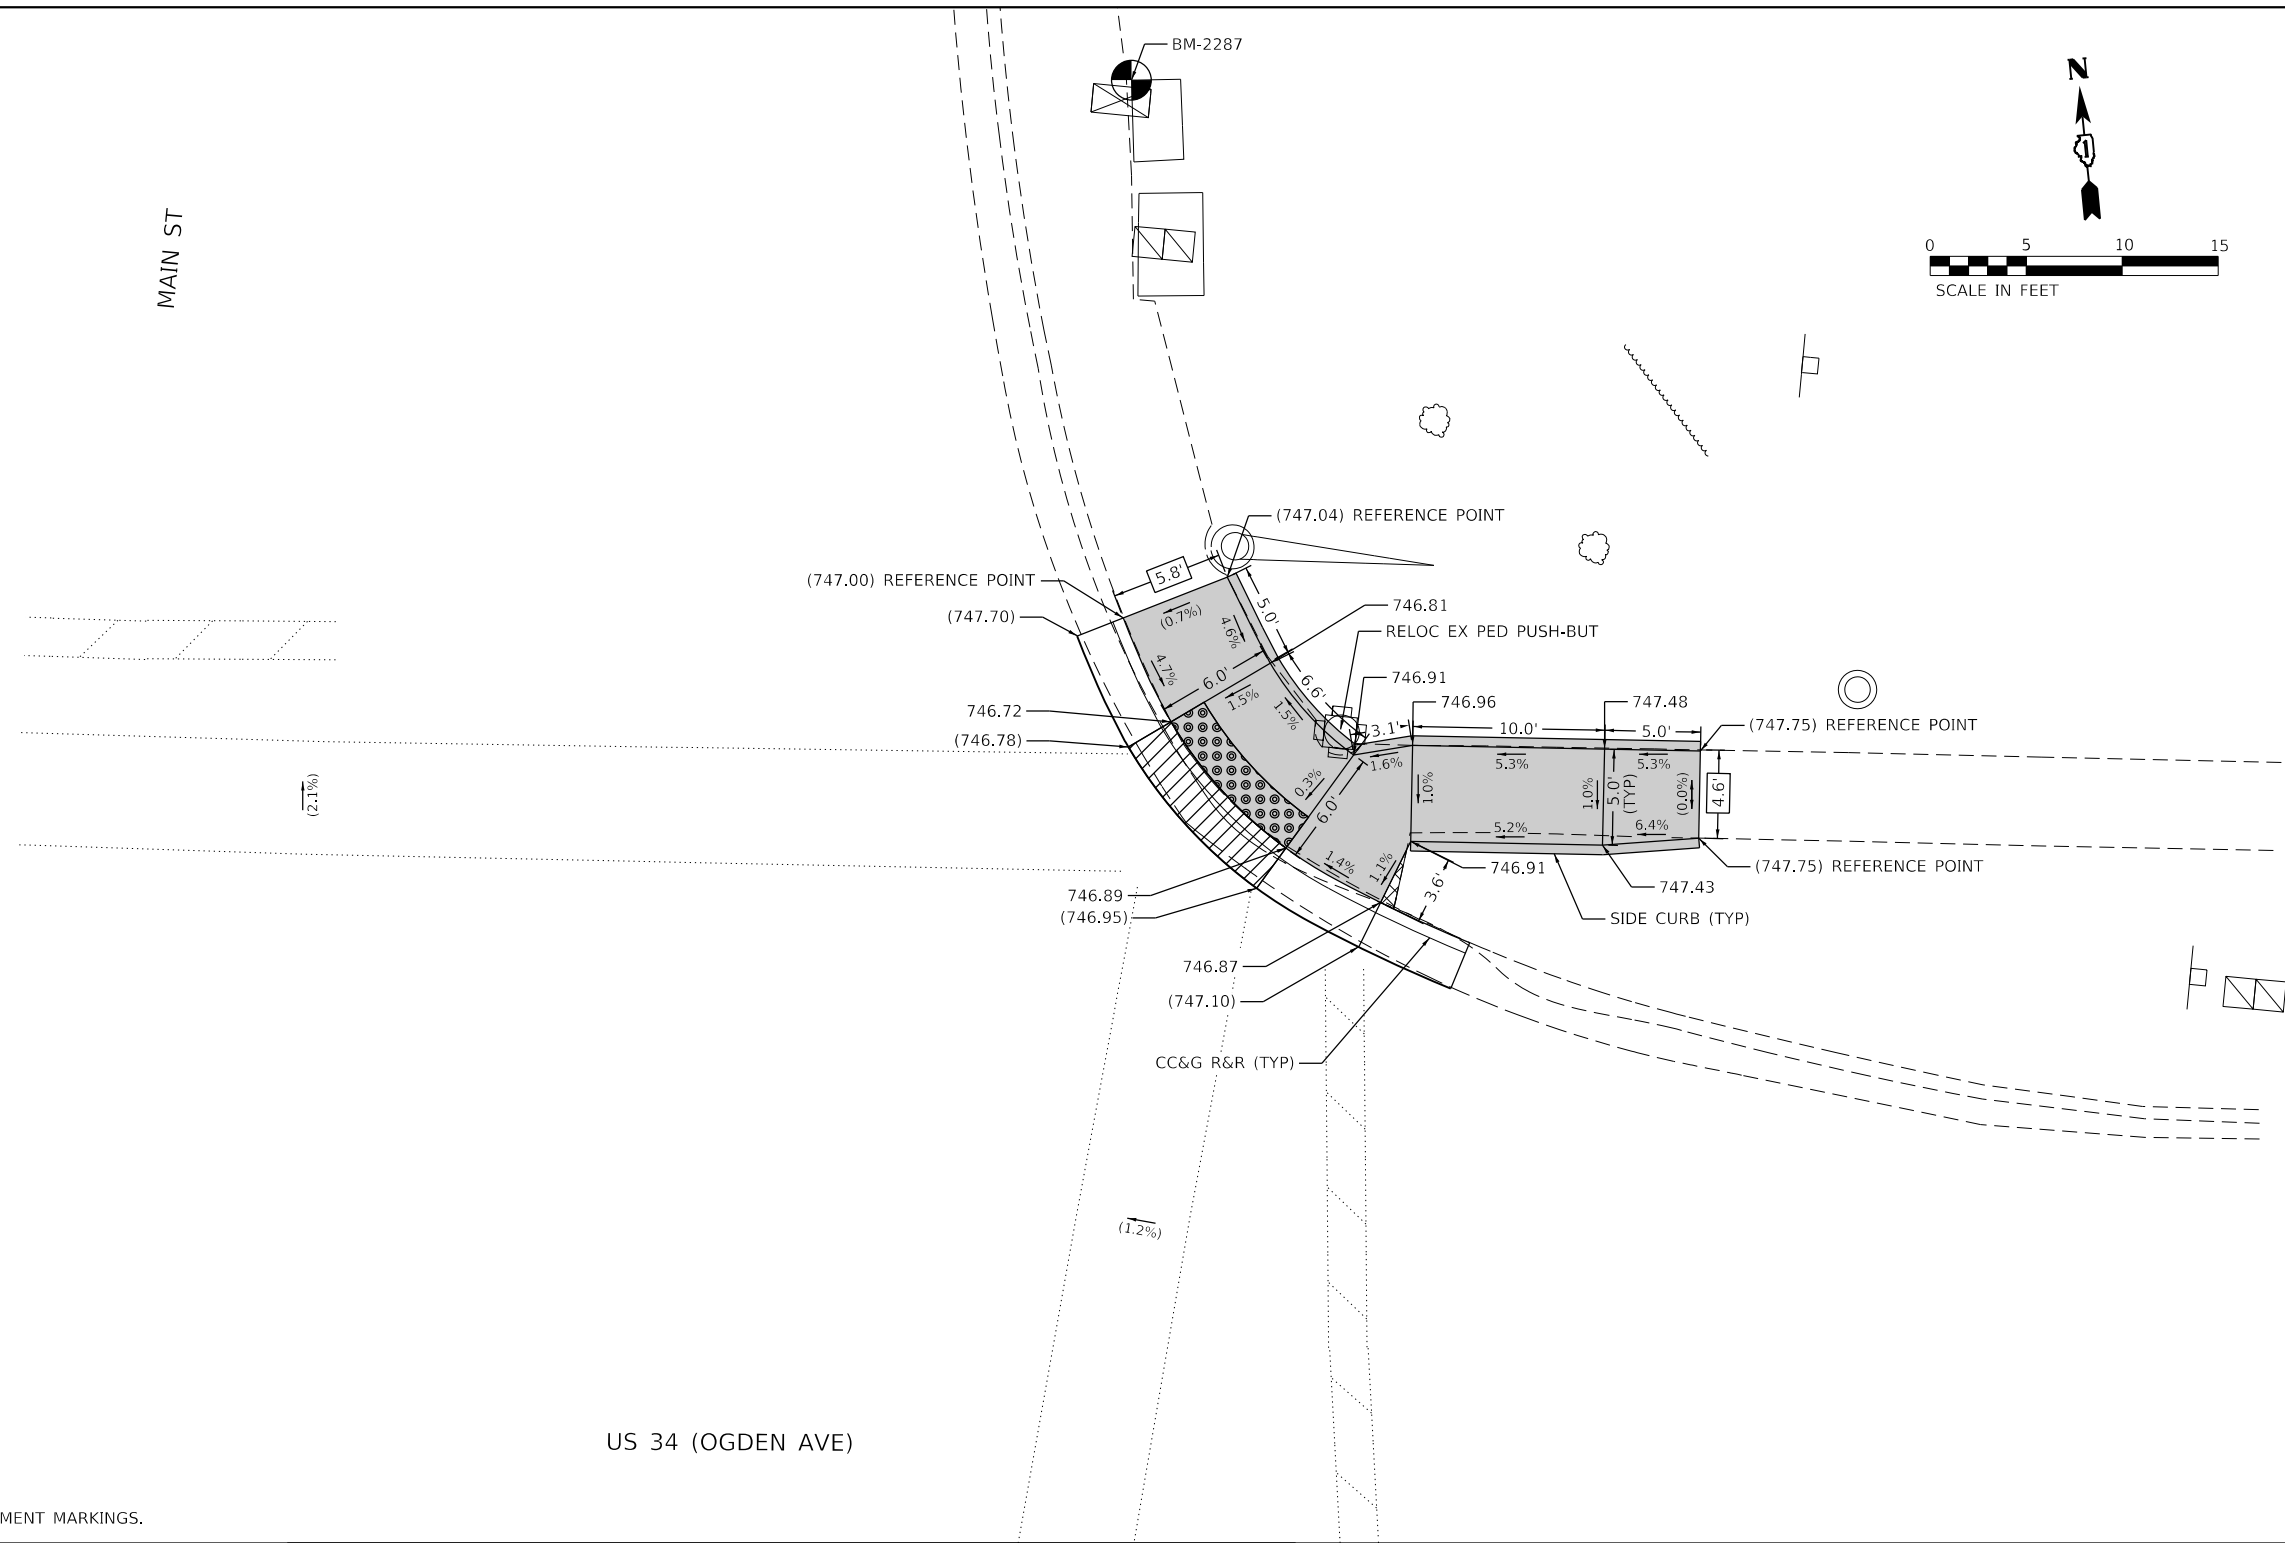 BM-2287
N
MAIN ST
0 5 10 15
SCALE IN FEET
(747.04) REFERENCE POINT
(747.00) REFERENCE POINT
5.8'
(747.70)
(0.7%)
5.0'
746.81
4.6%
RELOC EX PED PUSH-BUT
4.7%
6.0'
6.6'
746.91
1.5%
1.5%
746.96
747.48
746.72
3.1'
10.0'
5.0'
(747.75) REFERENCE POINT
(746.78)
1.6%
5.3%
5.3%
(2.1%)
0.3%
1.0%
1.0%
5.0'
(TYP)
(0.0%)
4.6'
6.0'
5.2%
6.4%
1.4%
1.1%
746.91
(747.75) REFERENCE POINT
746.89
3.6'
747.43
(746.95)
SIDE CURB (TYP)
746.87
(747.10)
CC&G R&R (TYP)
(1.2%)
US 34 (OGDEN AVE)
MENT MARKINGS.